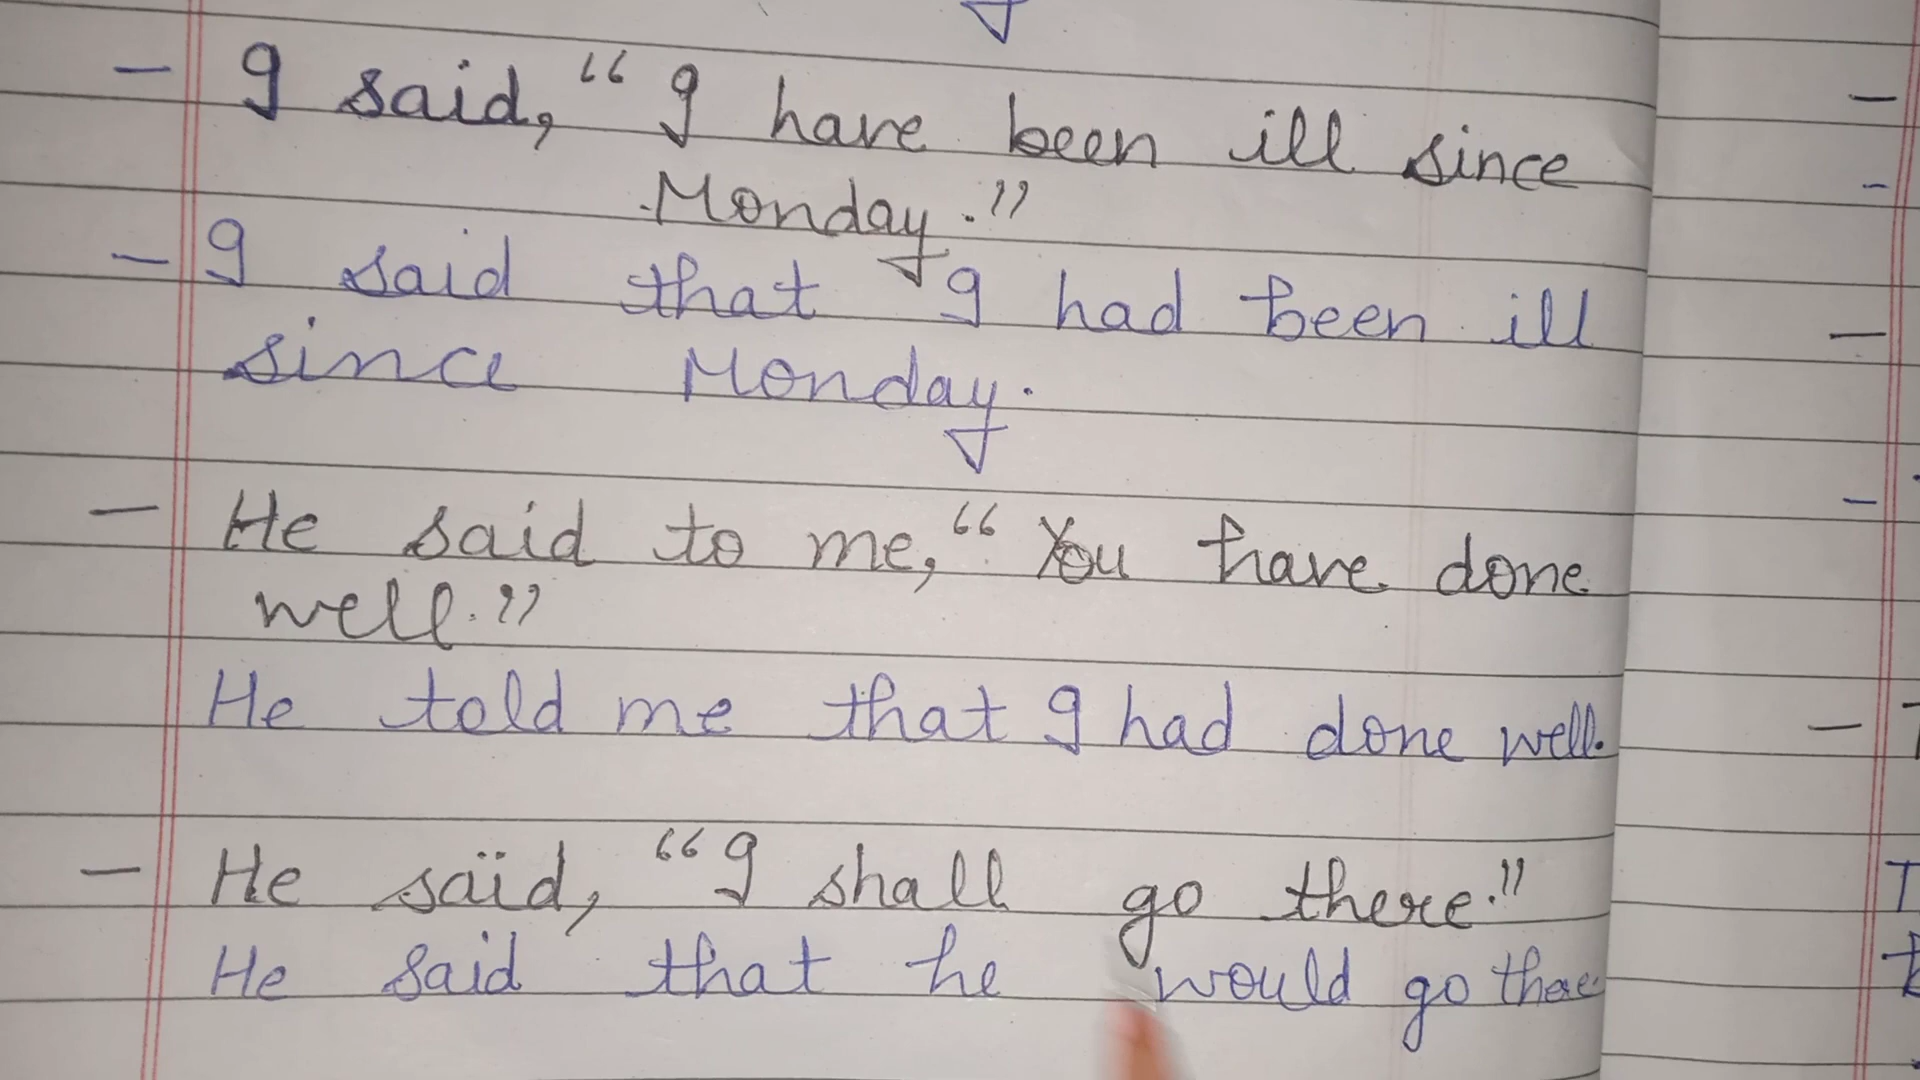 - I said, “I have been ill since
Monday.”
- I said that I had been ill
since Monday.
- He said to me, “You have done
well.”
He told me that I had done well.
- He said, “I shall go there.”
He said that he would go there.